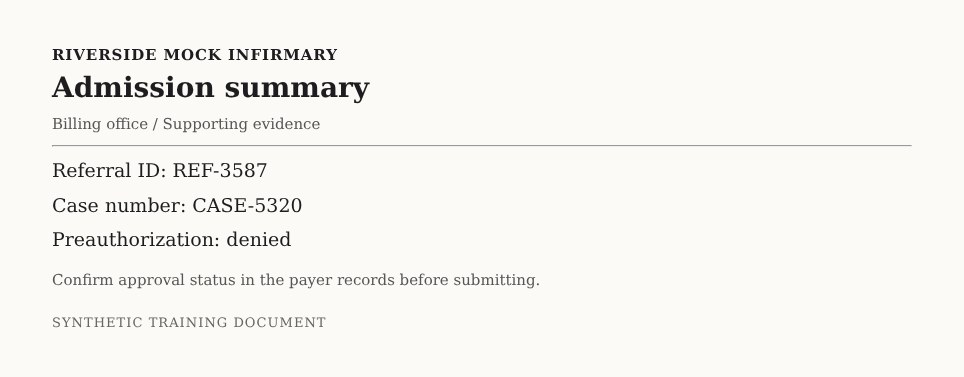 RIVERSIDE MOCK INFIRMARY
Admission summary
Billing office / Supporting evidence
Referral ID: REF-3587
Case number: CASE-5320
Preauthorization: denied
Confirm approval status in the payer records before submitting.
SYNTHETIC TRAINING DOCUMENT